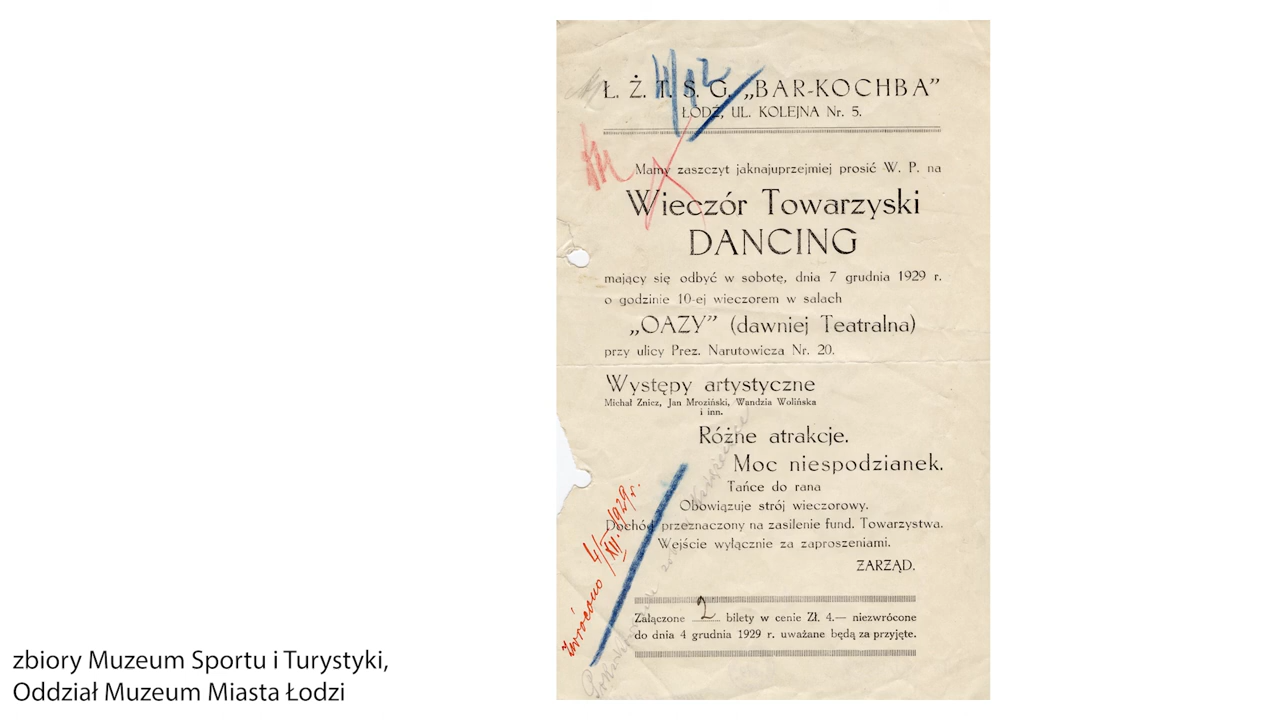 Ł. Ż. T. S. G. „BAR-KOCHBA”
ŁÓDŹ, UL. KOLEJNA Nr. 5.
4/12
Mamy zaszczyt jaknajuprzejmiej prosić W. P. na
Wieczór Towarzyski
DANCING
mający się odbyć w sobotę, dnia 7 grudnia 1929 r.
o godzinie 10-ej wieczorem w salach
„OAZY” (dawniej Teatralna)
przy ulicy Prez. Narutowicza Nr. 20.
Występy artystyczne
Michał Znicz, Jan Mroziński, Wandzia Wolińska
i inn.
Różne atrakcje.
Moc niespodzianek.
Tańce do rana
Obowiązuje strój wieczorowy.
Dochód przeznaczony na zasilenie fund. Towarzystwa.
Wejście wyłącznie za zaproszeniami.
ZARZĄD.
zwrócono 4/XII.1929r.
Załączone 2 bilety w cenie Zł. 4.— niezwrócone
do dnia 4 grudnia 1929 r. uważane będą za przyjęte.
zbiory Muzeum Sportu i Turystyki,
Oddział Muzeum Miasta Łodzi